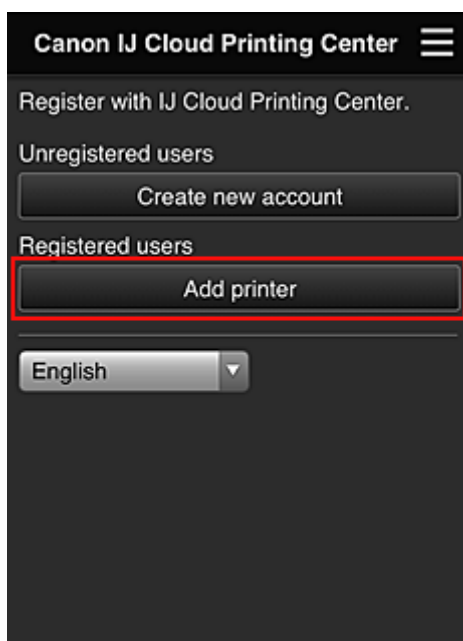 Canon IJ Cloud Printing Center
Register with IJ Cloud Printing Center.
Unregistered users
Create new account
Registered users
Add printer
English